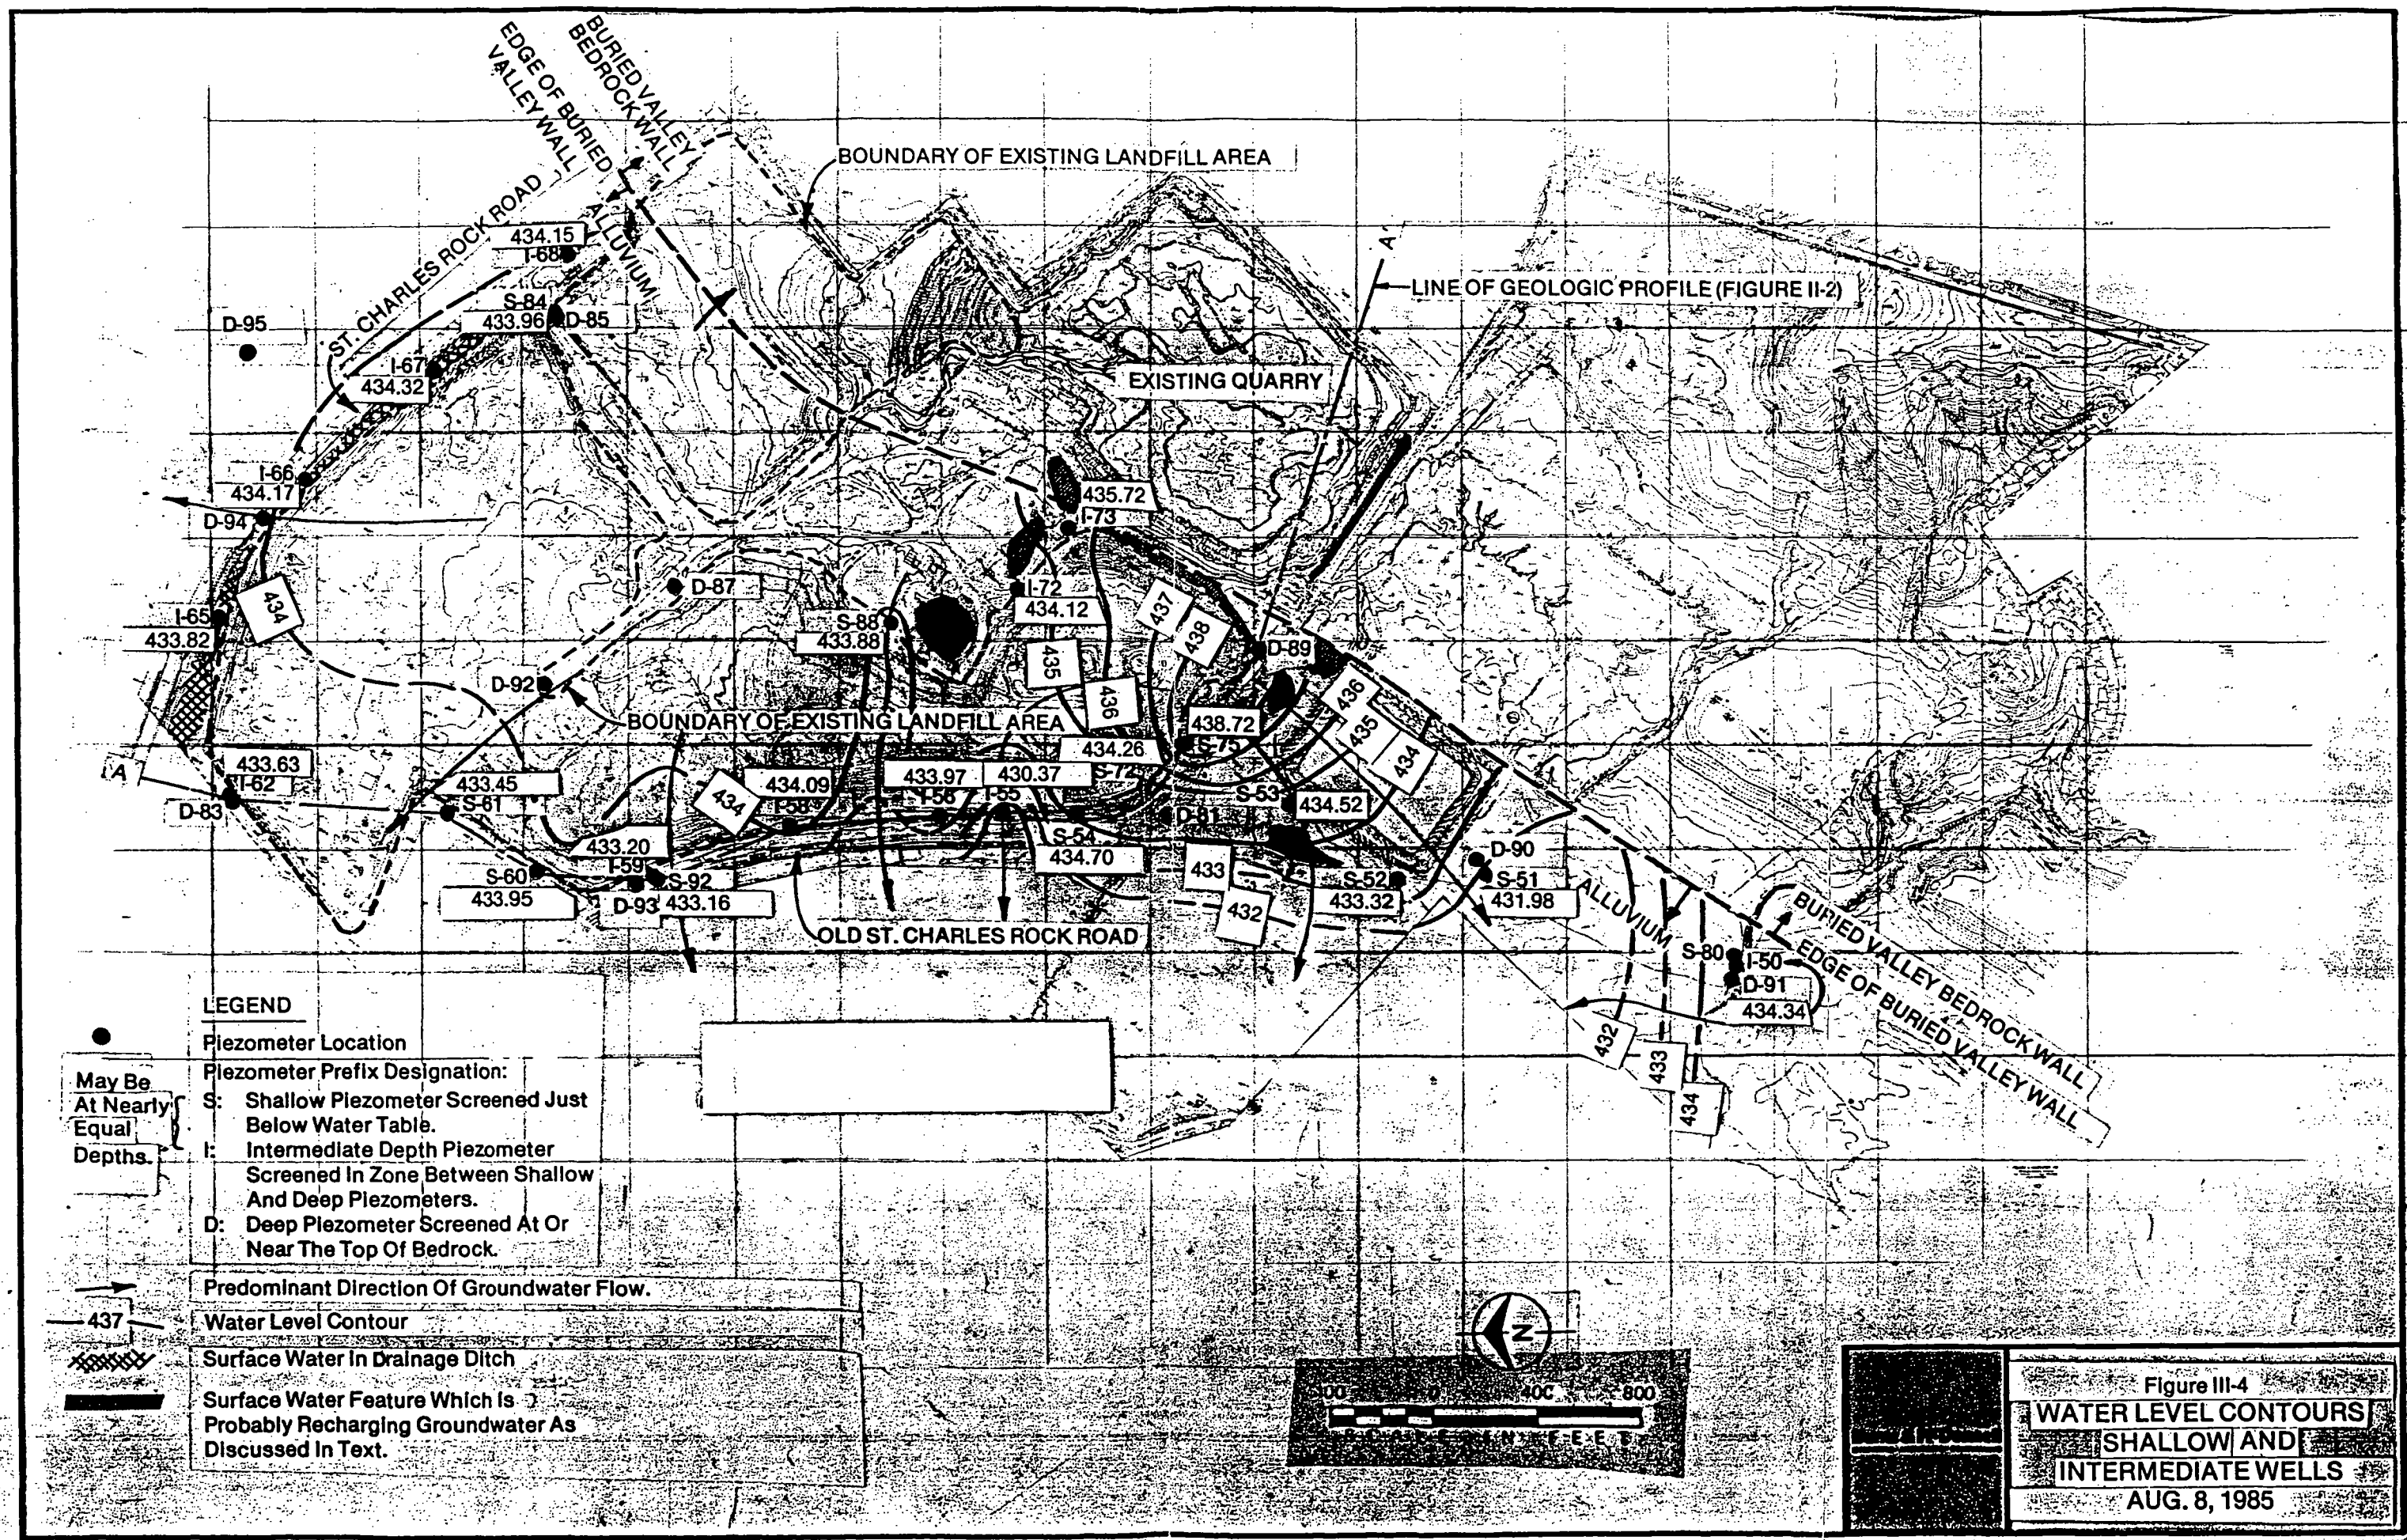 BURIED VALLEY
BEDROCK WALL
EDGE OF BURIED
VALLEY WALL
BOUNDARY OF EXISTING LANDFILL AREA
ST. CHARLES ROCK ROAD
ALLUVIUM
434.15
I-68
A'
LINE OF GEOLOGIC PROFILE (FIGURE II-2)
S-84
433.96
D-85
D-95
I-67
434.32
EXISTING QUARRY
I-66
434.17
D-94
435.72
I-73
434
D-87
I-72
434.12
437
438
I-65
433.82
S-88
433.88
D-89
435
436
D-92
436
435
434
BOUNDARY OF EXISTING LANDFILL AREA
438.72
S-75
434.26
S-72
A
433.63
I-62
D-83
433.45
S-61
434
434.09
I-58
433.97
I-56
430.37
I-55
S-53
434.52
D-81
S-54
434.70
433.20
I-59
S-92
D-93
433.16
S-60
433.95
433
432
S-52
433.32
D-90
S-51
431.98
OLD ST. CHARLES ROCK ROAD
ALLUVIUM
BURIED VALLEY BEDROCK WALL
EDGE OF BURIED VALLEY WALL
S-80
I-50
D-91
434.34
432
433
434
LEGEND
Piezometer Location
Piezometer Prefix Designation:
May Be
At Nearly
Equal
Depths.
S: Shallow Piezometer Screened Just
Below Water Table.
I: Intermediate Depth Piezometer
Screened In Zone Between Shallow
And Deep Piezometers.
D: Deep Piezometer Screened At Or
Near The Top Of Bedrock.
Predominant Direction Of Groundwater Flow.
437
Water Level Contour
Surface Water In Drainage Ditch
Surface Water Feature Which Is
Probably Recharging Groundwater As
Discussed In Text.
N
0 400 800
SCALE IN FEET
Figure III-4
WATER LEVEL CONTOURS
SHALLOW AND
INTERMEDIATE WELLS
AUG. 8, 1985